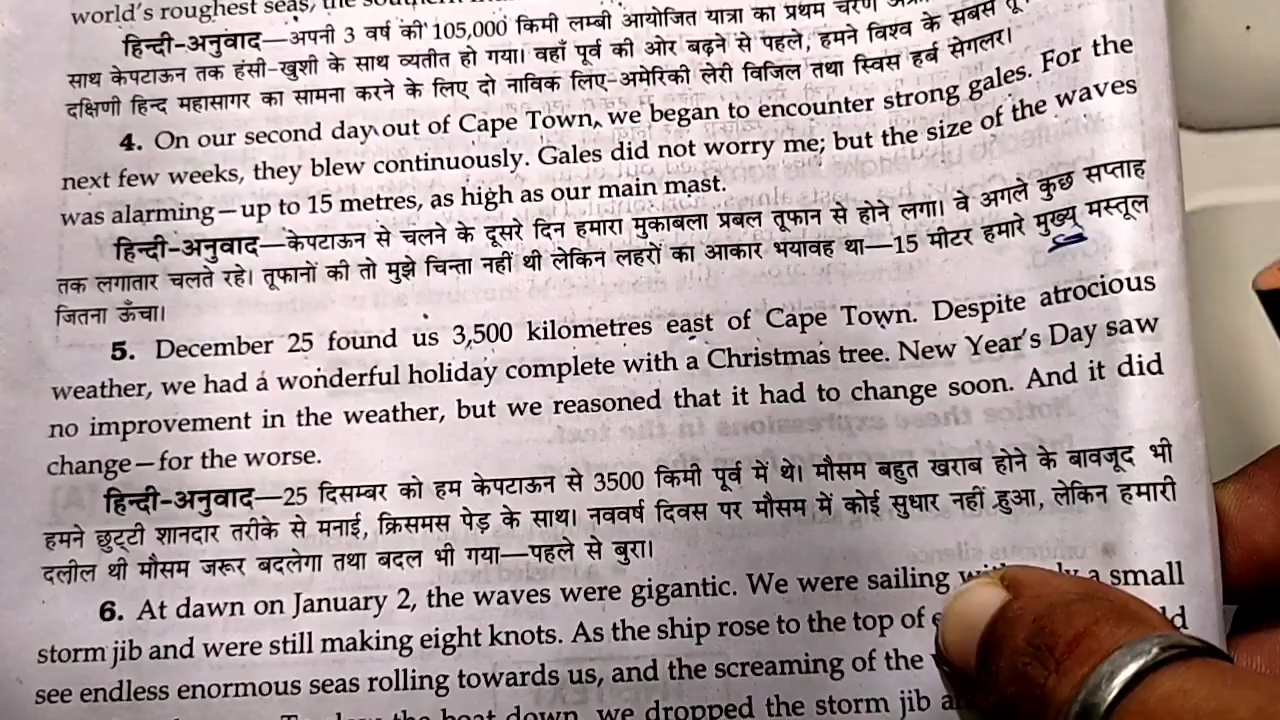 world's roughest seas, the southern
हिन्दी-अनुवाद—अपनी 3 वर्ष की 105,000 किमी लम्बी आयोजित यात्रा का प्रथम चरण
साथ केपटाऊन तक हंसी-खुशी के साथ व्यतीत हो गया। वहाँ पूर्व की ओर बढ़ने से पहले, हमने विश्व के सबसे
दक्षिणी हिन्द महासागर का सामना करने के लिए दो नाविक लिए-अमेरिकी लेरी विजिल तथा स्विस हर्ब सेगलर।
4. On our second day out of Cape Town, we began to encounter strong gales. For the
next few weeks, they blew continuously. Gales did not worry me; but the size of the waves
was alarming—up to 15 metres, as high as our main mast.
हिन्दी-अनुवाद—केपटाऊन से चलने के दूसरे दिन हमारा मुकाबला प्रबल तूफान से होने लगा। वे अगले कुछ सप्ताह
तक लगातार चलते रहे। तूफानों की तो मुझे चिन्ता नहीं थी लेकिन लहरों का आकार भयावह था—15 मीटर हमारे मुख्य मस्तूल
जितना ऊँचा।
5. December 25 found us 3,500 kilometres east of Cape Town. Despite atrocious
weather, we had a wonderful holiday complete with a Christmas tree. New Year's Day saw
no improvement in the weather, but we reasoned that it had to change soon. And it did
change—for the worse.
हिन्दी-अनुवाद—25 दिसम्बर को हम केपटाऊन से 3500 किमी पूर्व में थे। मौसम बहुत खराब होने के बावजूद भी
हमने छुट्टी शानदार तरीके से मनाई, क्रिसमस पेड़ के साथ। नववर्ष दिवस पर मौसम में कोई सुधार नहीं हुआ, लेकिन हमारी
दलील थी मौसम जरूर बदलेगा तथा बदल भी गया—पहले से बुरा।
6. At dawn on January 2, the waves were gigantic. We were sailing a small
storm jib and were still making eight knots. As the ship rose to the top of
see endless enormous seas rolling towards us, and the screaming of the
down, we dropped the storm jib